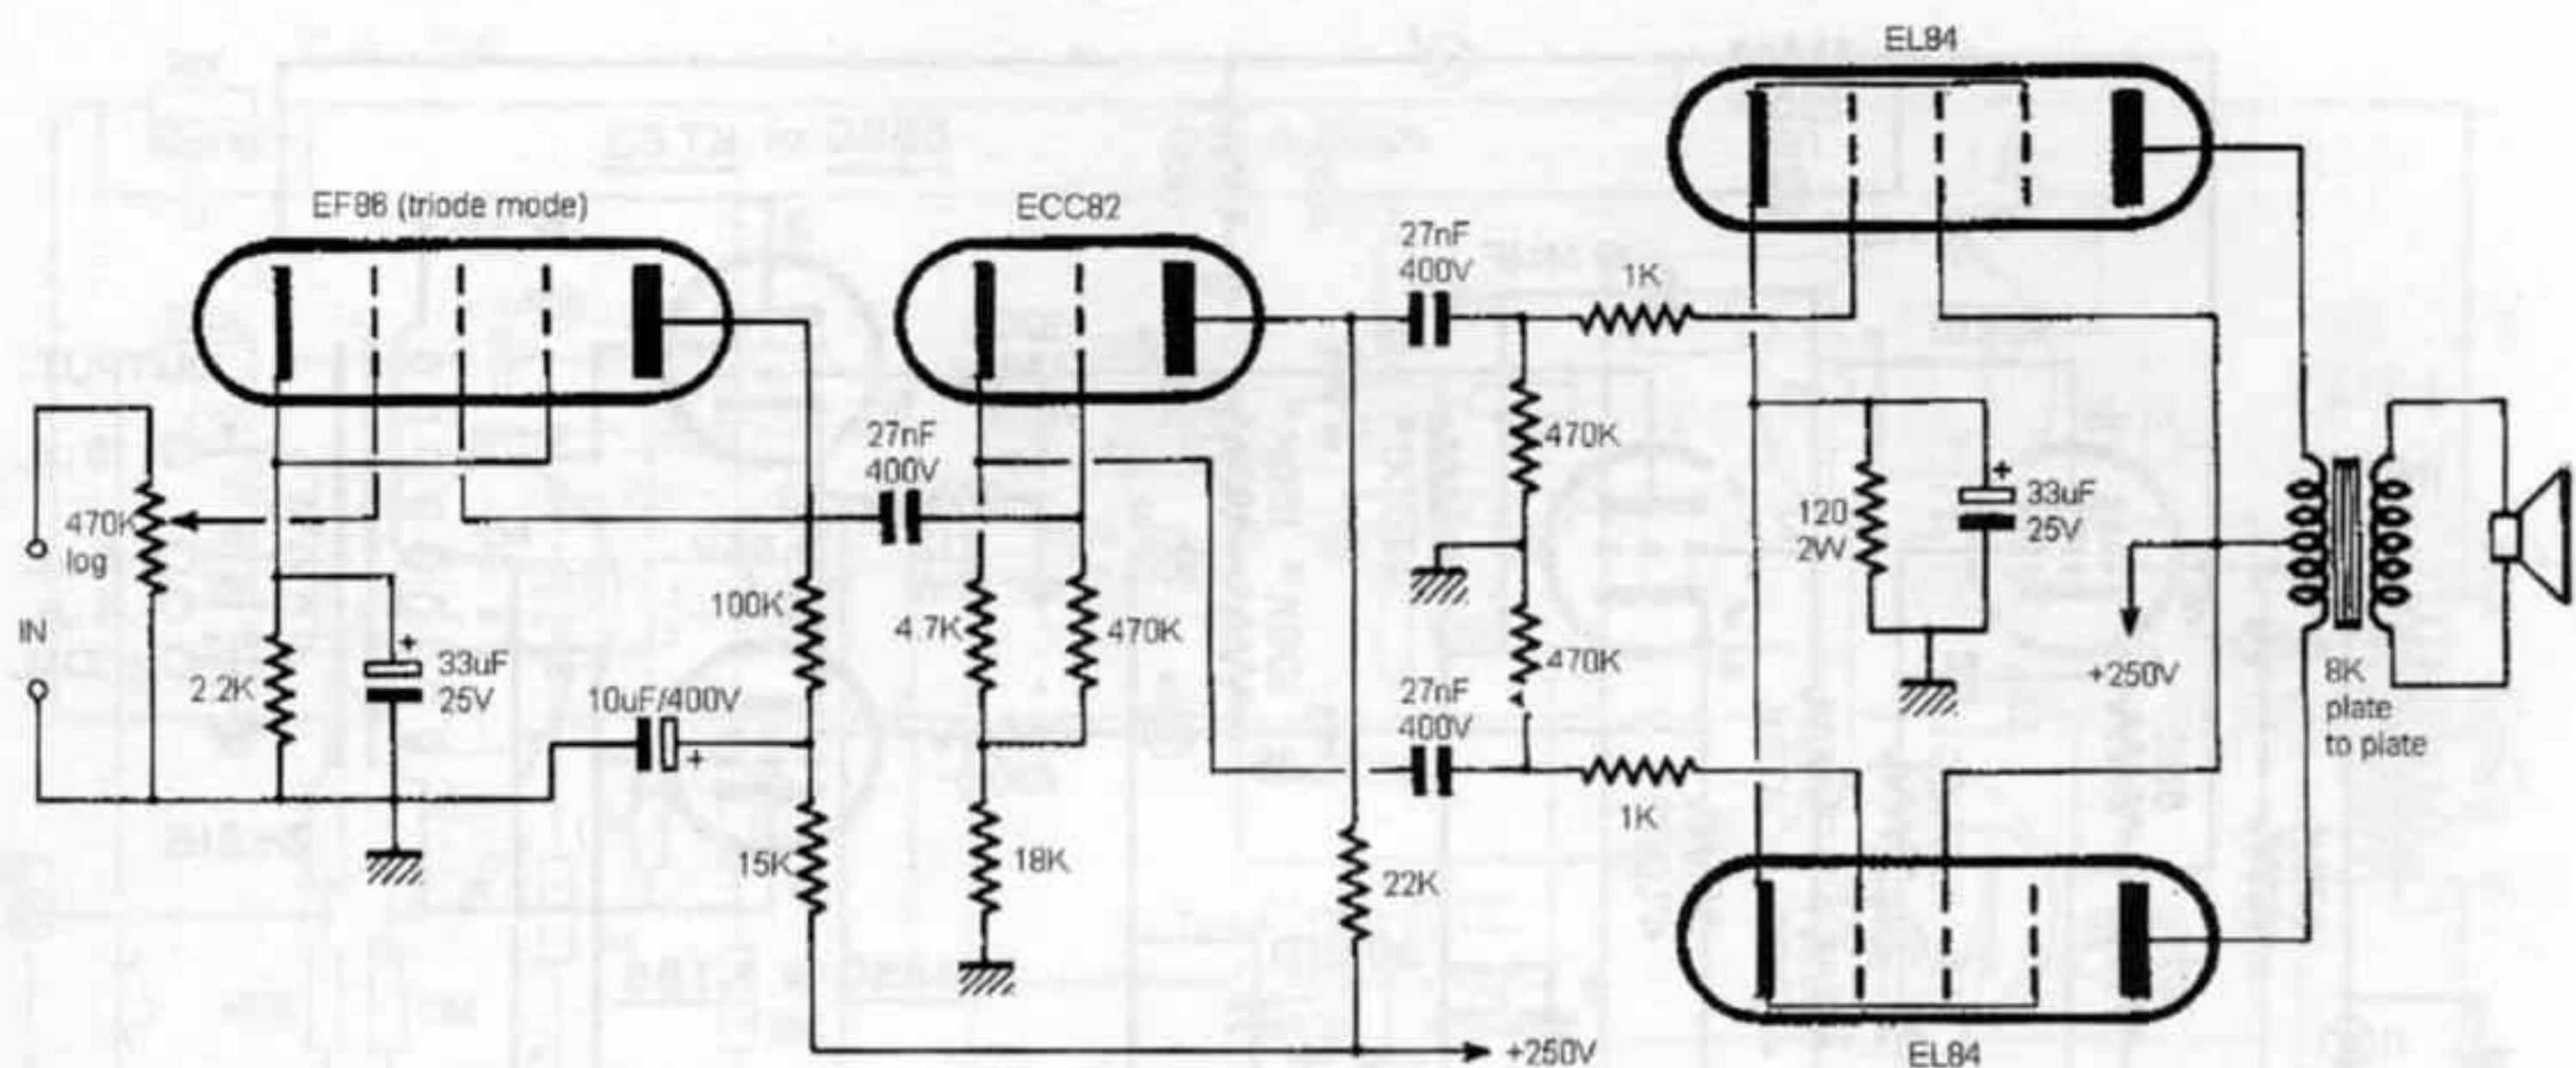 EL84
EF86 (triode mode)
ECC82
27nF
400V
1K
470K
27nF
400V
470K
log
IN
2.2K
33uF
25V
10uF/400V
100K
15K
4.7K
470K
18K
120
2W
33uF
25V
470K
27nF
400V
1K
22K
+250V
8K
plate
to plate
+250V
EL84